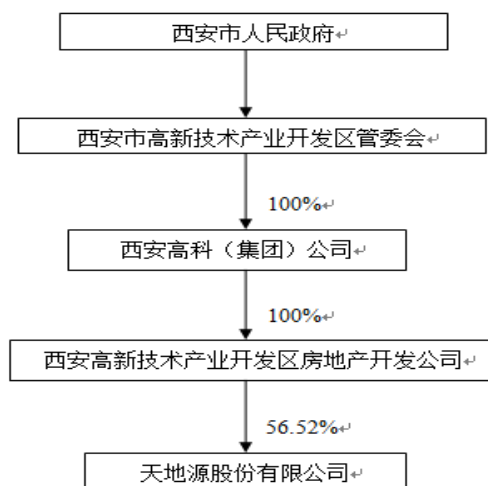 西安市人民政府↵
西安市高新技术产业开发区管委会
100%↵
西安高科（集团）公司↵
100%↵
西安高新技术产业开发区房地产开发公司↵
56.52%↵
天地源股份有限公司↵